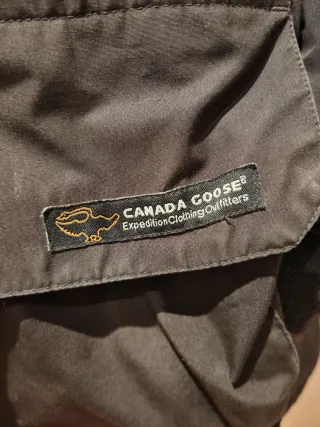 CANADA GOOSE®
Expedition Clothing Outfitters